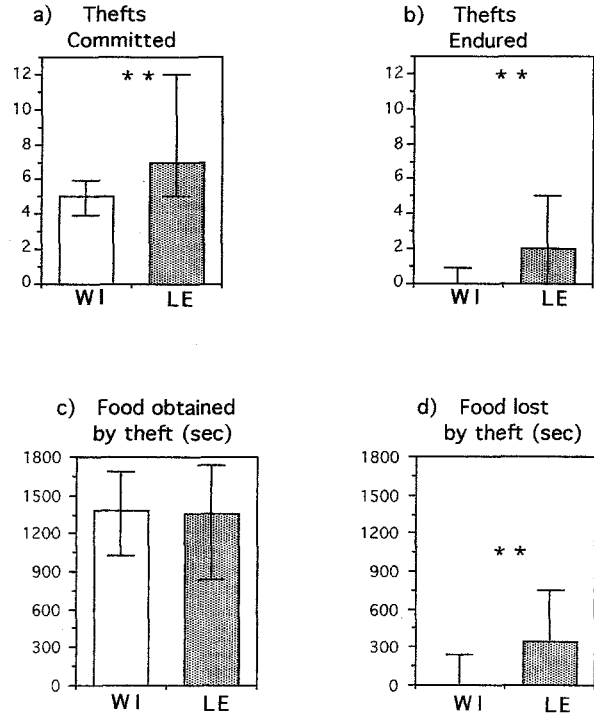 a) Thefts
Committed
* *
12
10
8
6
4
2
0
WI LE
b) Thefts
Endured
* *
12
10
8
6
4
2
0
WI LE
c) Food obtained
by theft (sec)
1800
1500
1200
900
600
300
0
WI LE
d) Food lost
by theft (sec)
* *
1800
1500
1200
900
600
300
0
WI LE